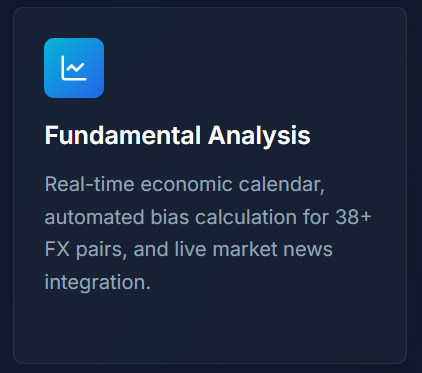 Fundamental Analysis
Real-time economic calendar,
automated bias calculation for 38+
FX pairs, and live market news
integration.